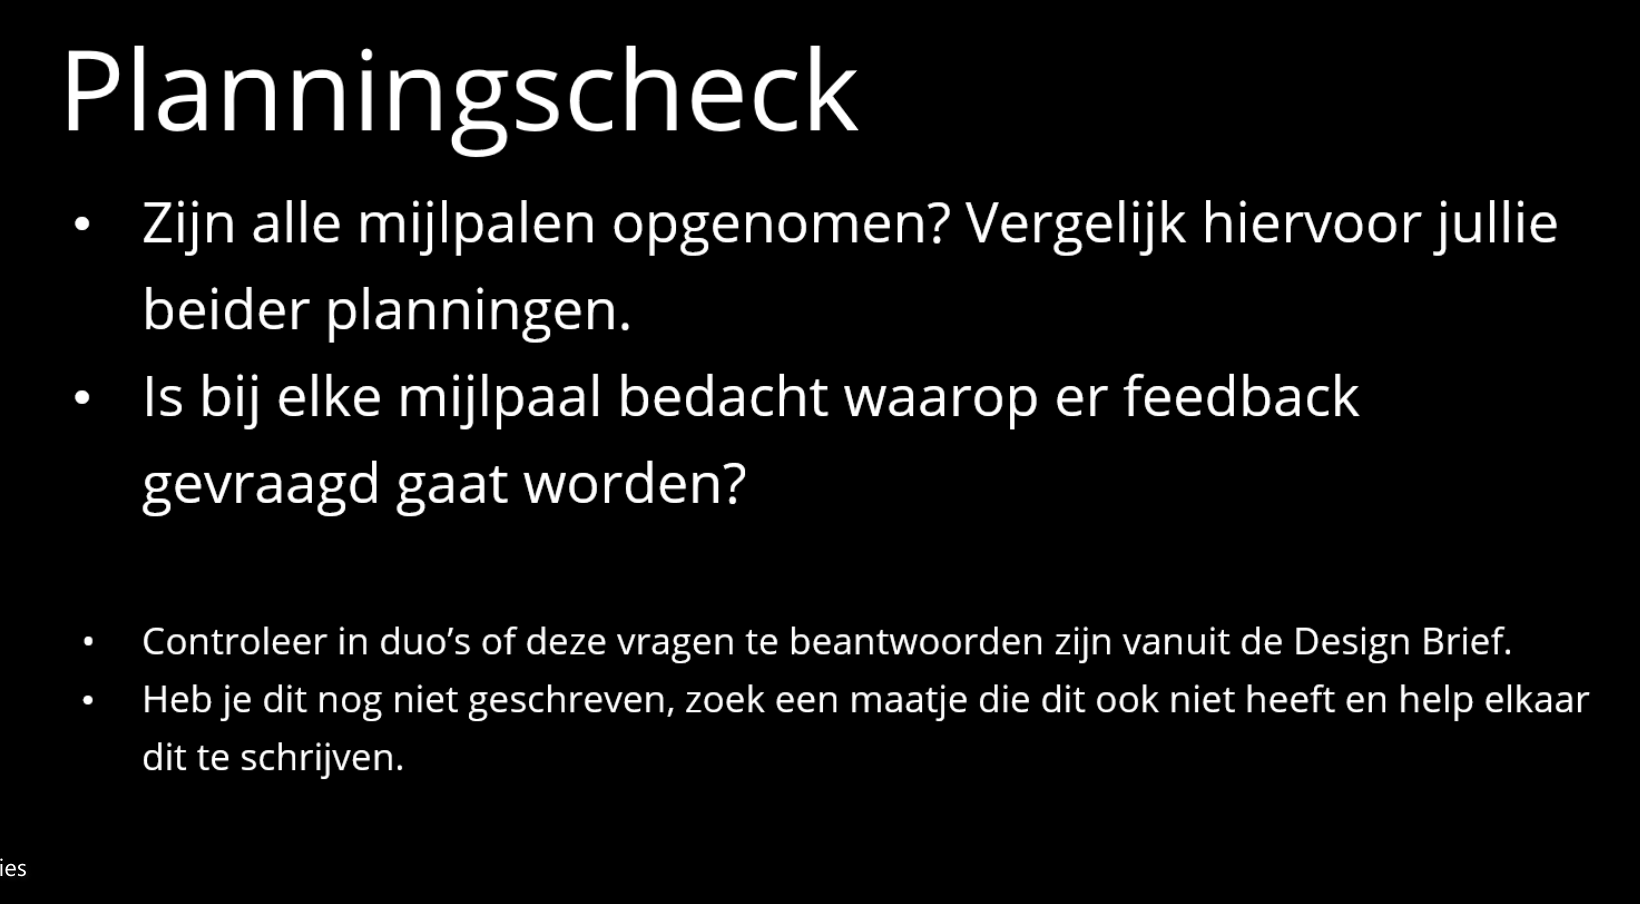 Planningscheck
• Zijn alle mijlpalen opgenomen? Vergelijk hiervoor jullie
beider planningen.
• Is bij elke mijlpaal bedacht waarop er feedback
gevraagd gaat worden?
• Controleer in duo’s of deze vragen te beantwoorden zijn vanuit de Design Brief.
• Heb je dit nog niet geschreven, zoek een maatje die dit ook niet heeft en help elkaar
dit te schrijven.
ies